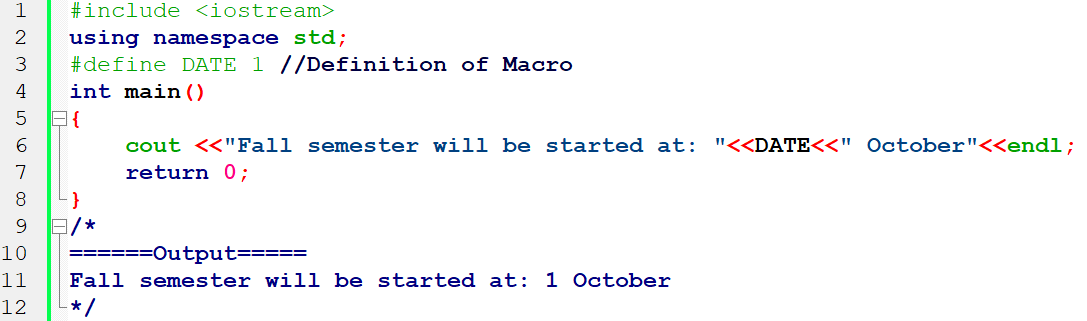 1 #include <iostream>
2 using namespace std;
3 #define DATE 1 //Definition of Macro
4 int main()
5 {
6 cout <<"Fall semester will be started at: "<<DATE<<" October"<<endl;
7 return 0;
8 }
9 /*
10 ======Output=====
11 Fall semester will be started at: 1 October
12 */